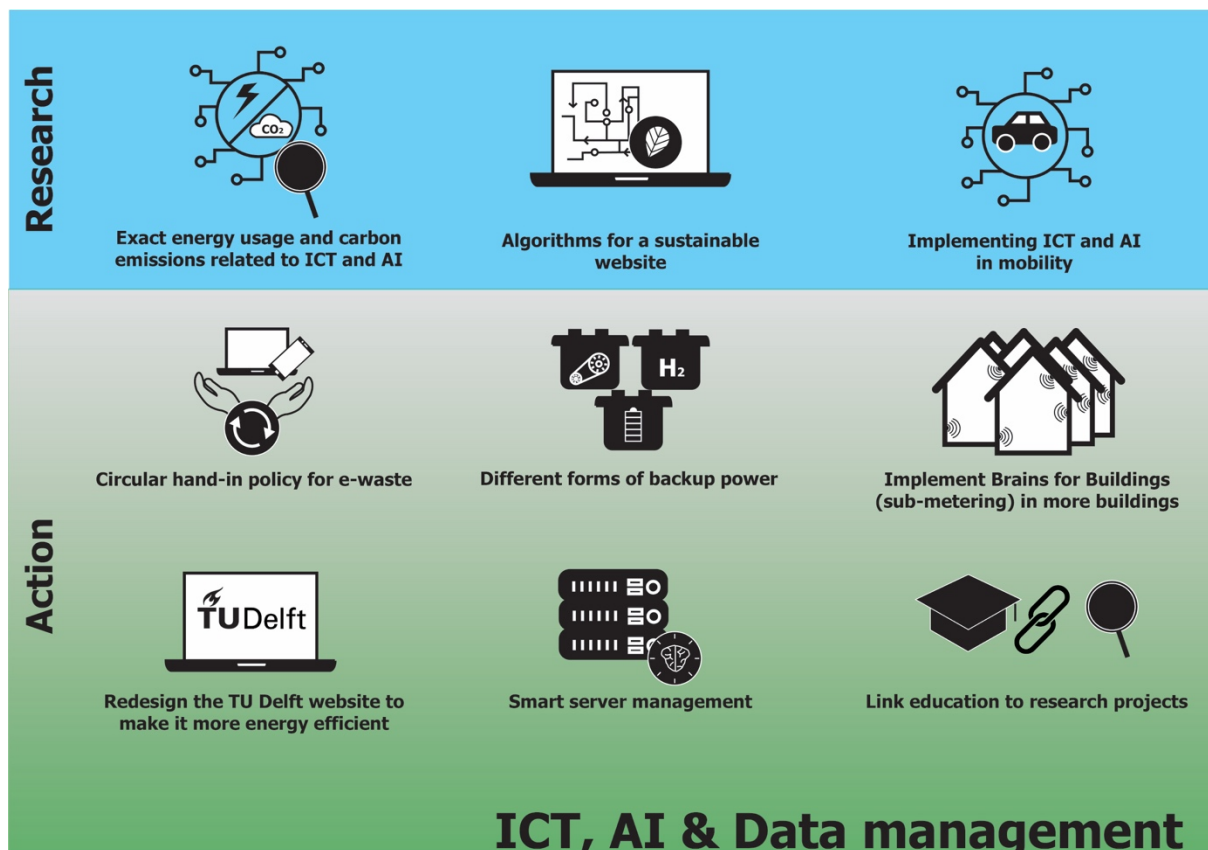 Research
CO₂
Exact energy usage and carbon
emissions related to ICT and AI
Algorithms for a sustainable
website
Implementing ICT and AI
in mobility
Action
Circular hand-in policy for e-waste
H₂
Different forms of backup power
Implement Brains for Buildings
(sub-metering) in more buildings
TUDelft
Redesign the TU Delft website to
make it more energy efficient
Smart server management
Link education to research projects
ICT, AI & Data management